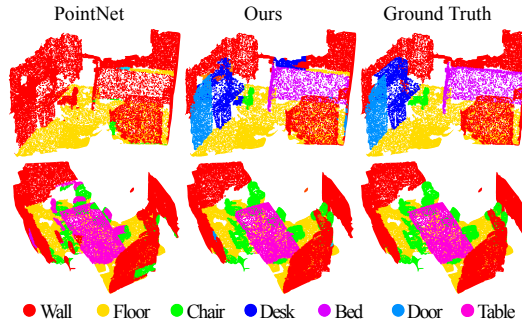 PointNet Ours Ground Truth
Wall Floor Chair Desk Bed Door Table